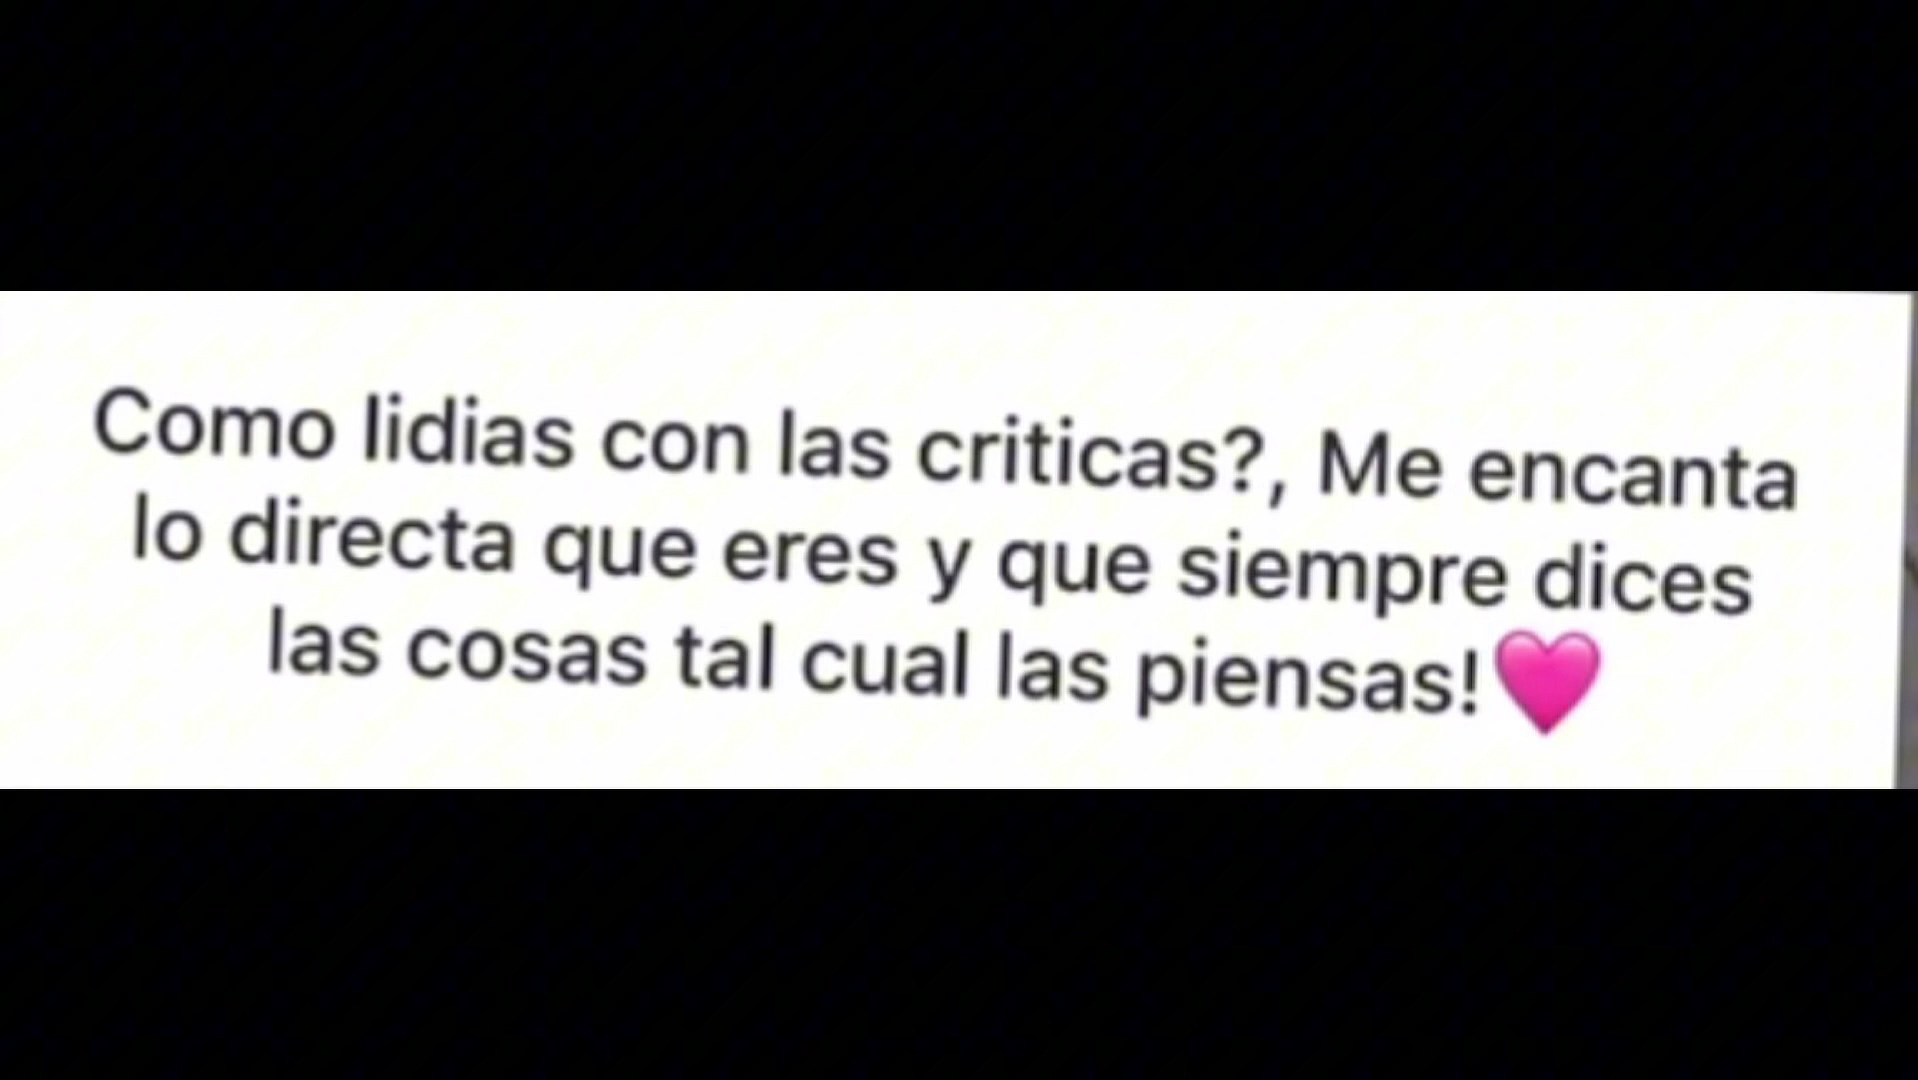 Como lidias con las criticas?, Me encanta
lo directa que eres y que siempre dices
las cosas tal cual las piensas!🩷